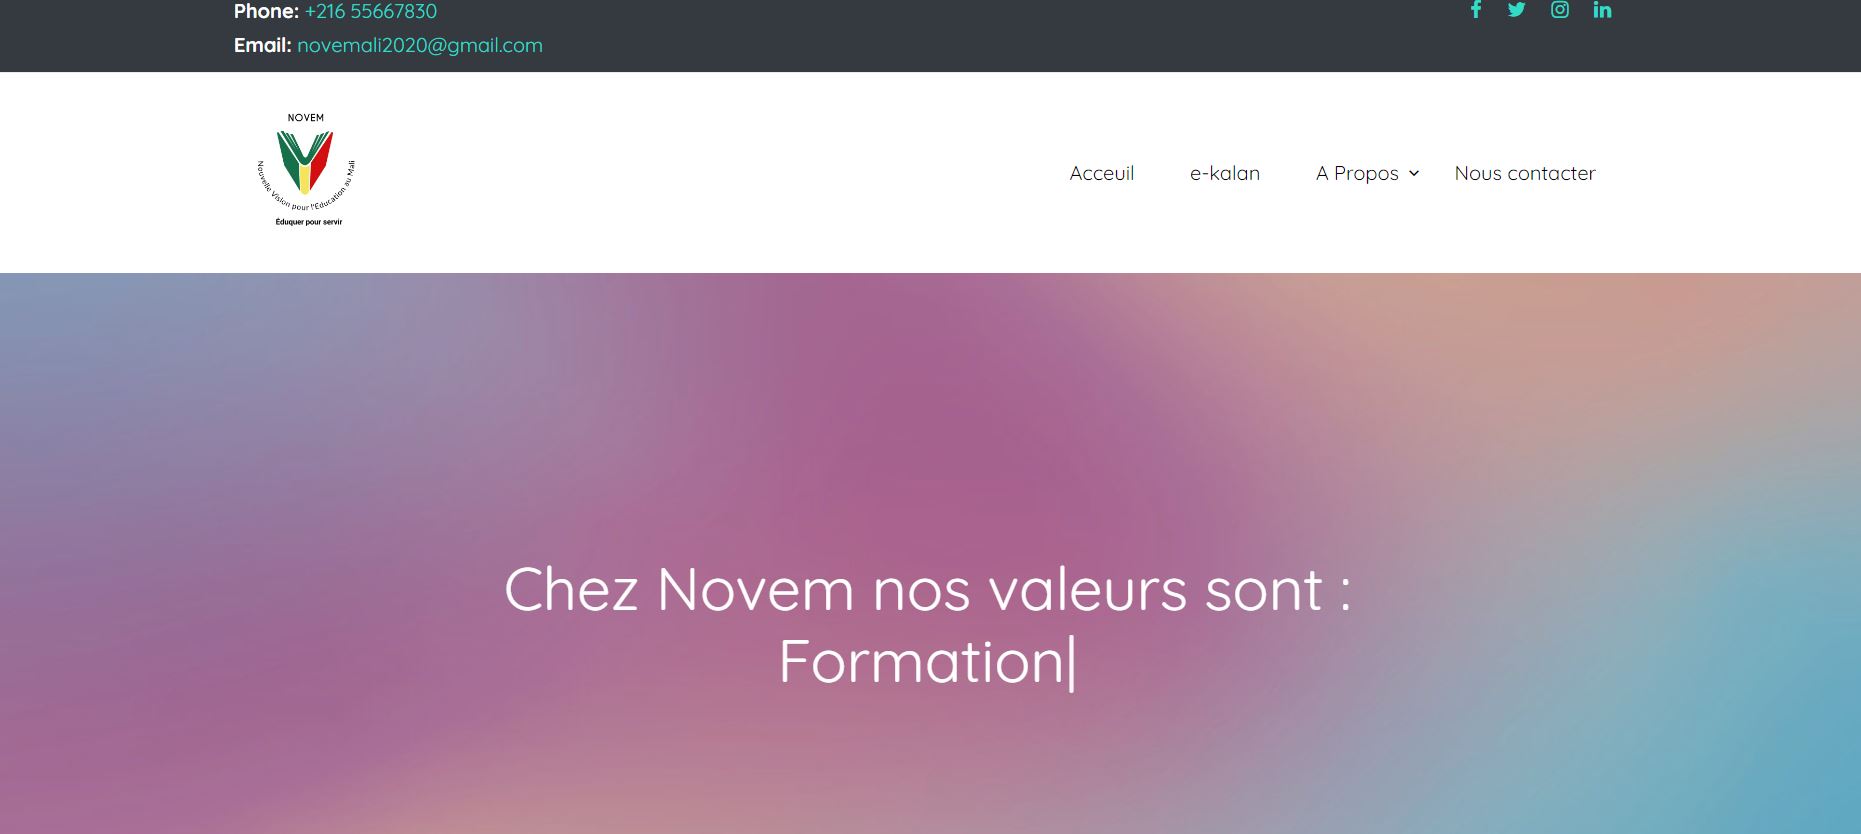 Phone: +216 55667830
Email: novemali2020@gmail.com
NOVEM
Nouvelle Vision pour l'Education au Mali
Éduquer pour servir
Acceuil
e-kalan
A Propos
Nous contacter
Chez Novem nos valeurs sont :
Formation|